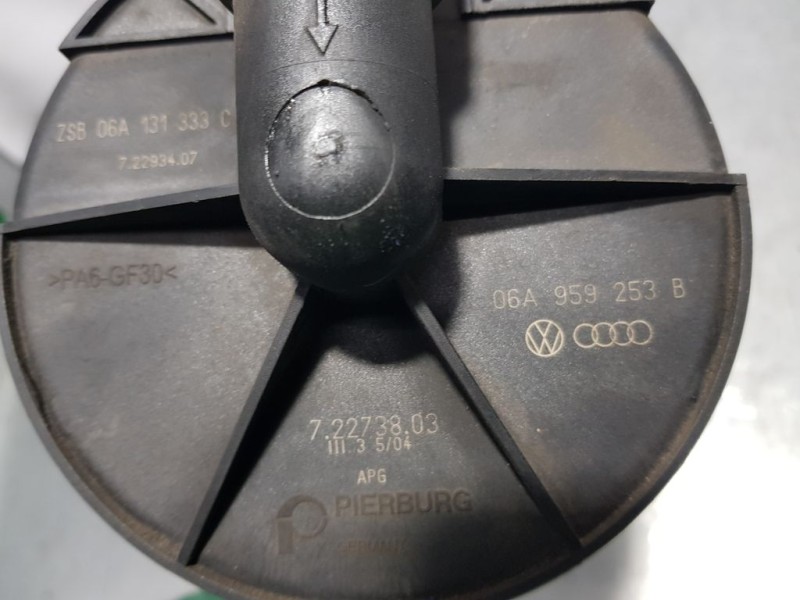 ZSB 06A 131 333 C
7.22934.07
>PA6-GF30<
06A 959 253 B
7.22738.03
III 3 5/04
APG
PIERBURG
GERMANY